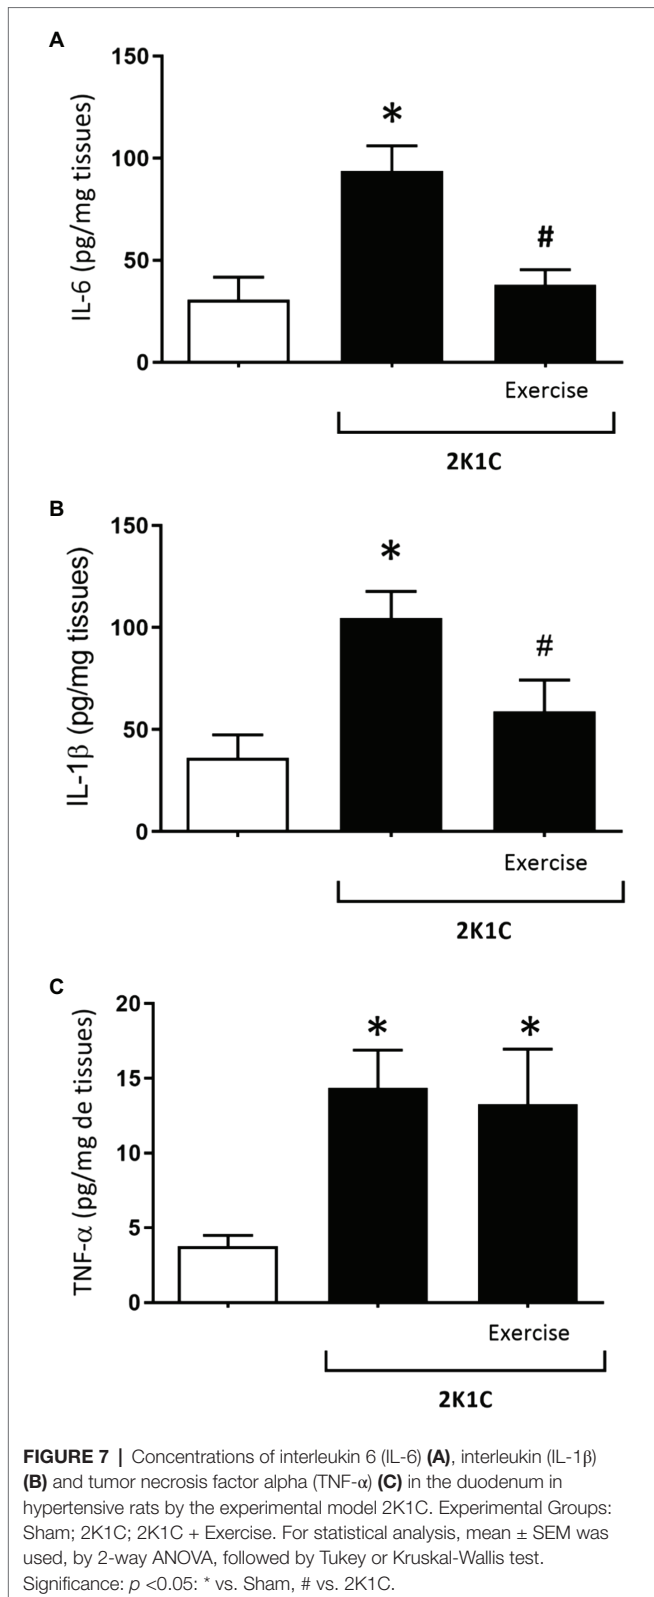 A
150
100
50
0
IL-6 (pg/mg tissues)
*
#
Exercise
2K1C
B
150
100
50
0
IL-1β (pg/mg tissues)
*
#
Exercise
2K1C
C
20
15
10
5
0
TNF-α (pg/mg de tissues)
*
*
Exercise
2K1C
FIGURE 7 | Concentrations of interleukin 6 (IL-6) (A), interleukin (IL-1β)
(B) and tumor necrosis factor alpha (TNF-α) (C) in the duodenum in
hypertensive rats by the experimental model 2K1C. Experimental Groups:
Sham; 2K1C; 2K1C + Exercise. For statistical analysis, mean ± SEM was
used, by 2-way ANOVA, followed by Tukey or Kruskal-Wallis test.
Significance: p <0.05: * vs. Sham, # vs. 2K1C.